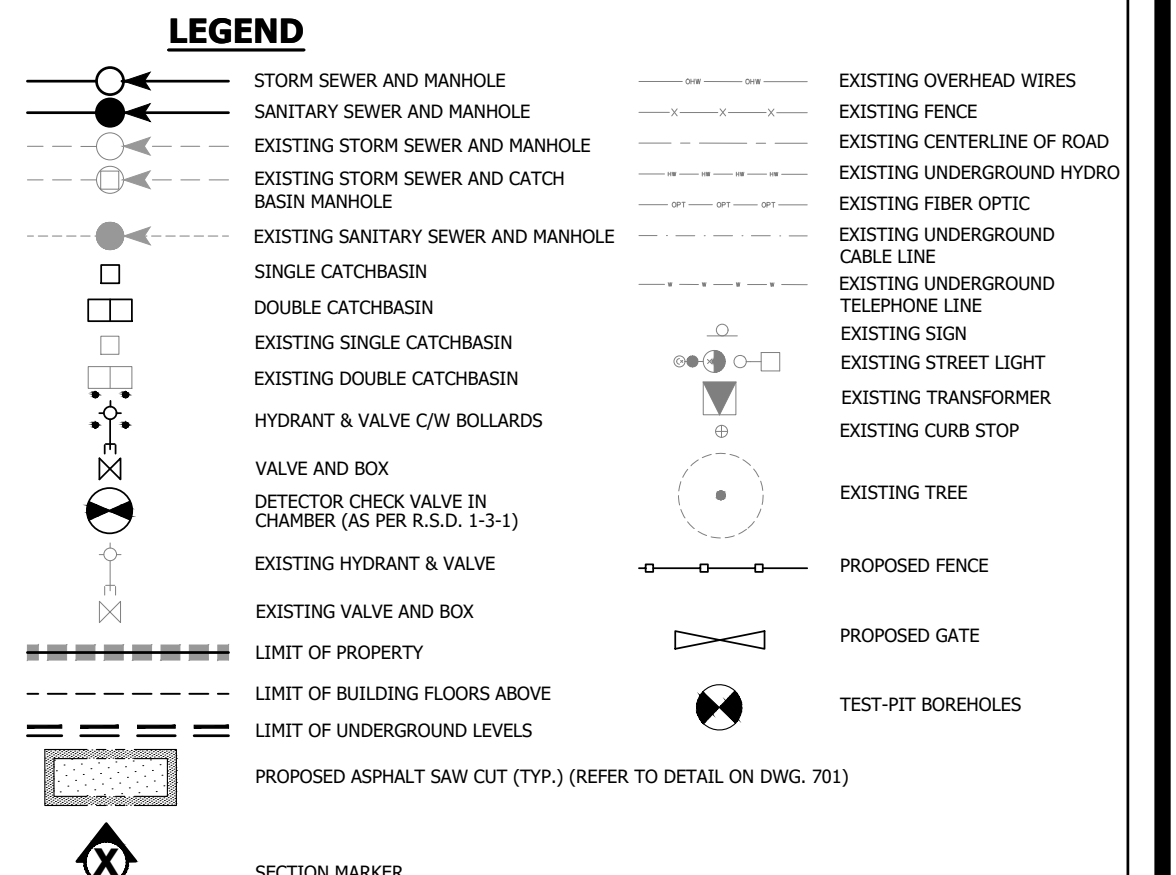 LEGEND
STORM SEWER AND MANHOLE
SANITARY SEWER AND MANHOLE
EXISTING STORM SEWER AND MANHOLE
EXISTING STORM SEWER AND CATCH
BASIN MANHOLE
EXISTING SANITARY SEWER AND MANHOLE
SINGLE CATCHBASIN
DOUBLE CATCHBASIN
EXISTING SINGLE CATCHBASIN
EXISTING DOUBLE CATCHBASIN
HYDRANT & VALVE C/W BOLLARDS
VALVE AND BOX
DETECTOR CHECK VALVE IN
CHAMBER (AS PER R.S.D. 1-3-1)
EXISTING HYDRANT & VALVE
EXISTING VALVE AND BOX
LIMIT OF PROPERTY
LIMIT OF BUILDING FLOORS ABOVE
LIMIT OF UNDERGROUND LEVELS
PROPOSED ASPHALT SAW CUT (TYP.) (REFER TO DETAIL ON DWG. 701)
X
SECTION MARKER
OHW OHW EXISTING OVERHEAD WIRES
X X X EXISTING FENCE
EXISTING CENTERLINE OF ROAD
HW HW HW HW EXISTING UNDERGROUND HYDRO
OPT OPT OPT EXISTING FIBER OPTIC
EXISTING UNDERGROUND
CABLE LINE
EXISTING UNDERGROUND
TELEPHONE LINE
EXISTING SIGN
EXISTING STREET LIGHT
EXISTING TRANSFORMER
EXISTING CURB STOP
EXISTING TREE
PROPOSED FENCE
PROPOSED GATE
TEST-PIT BOREHOLES